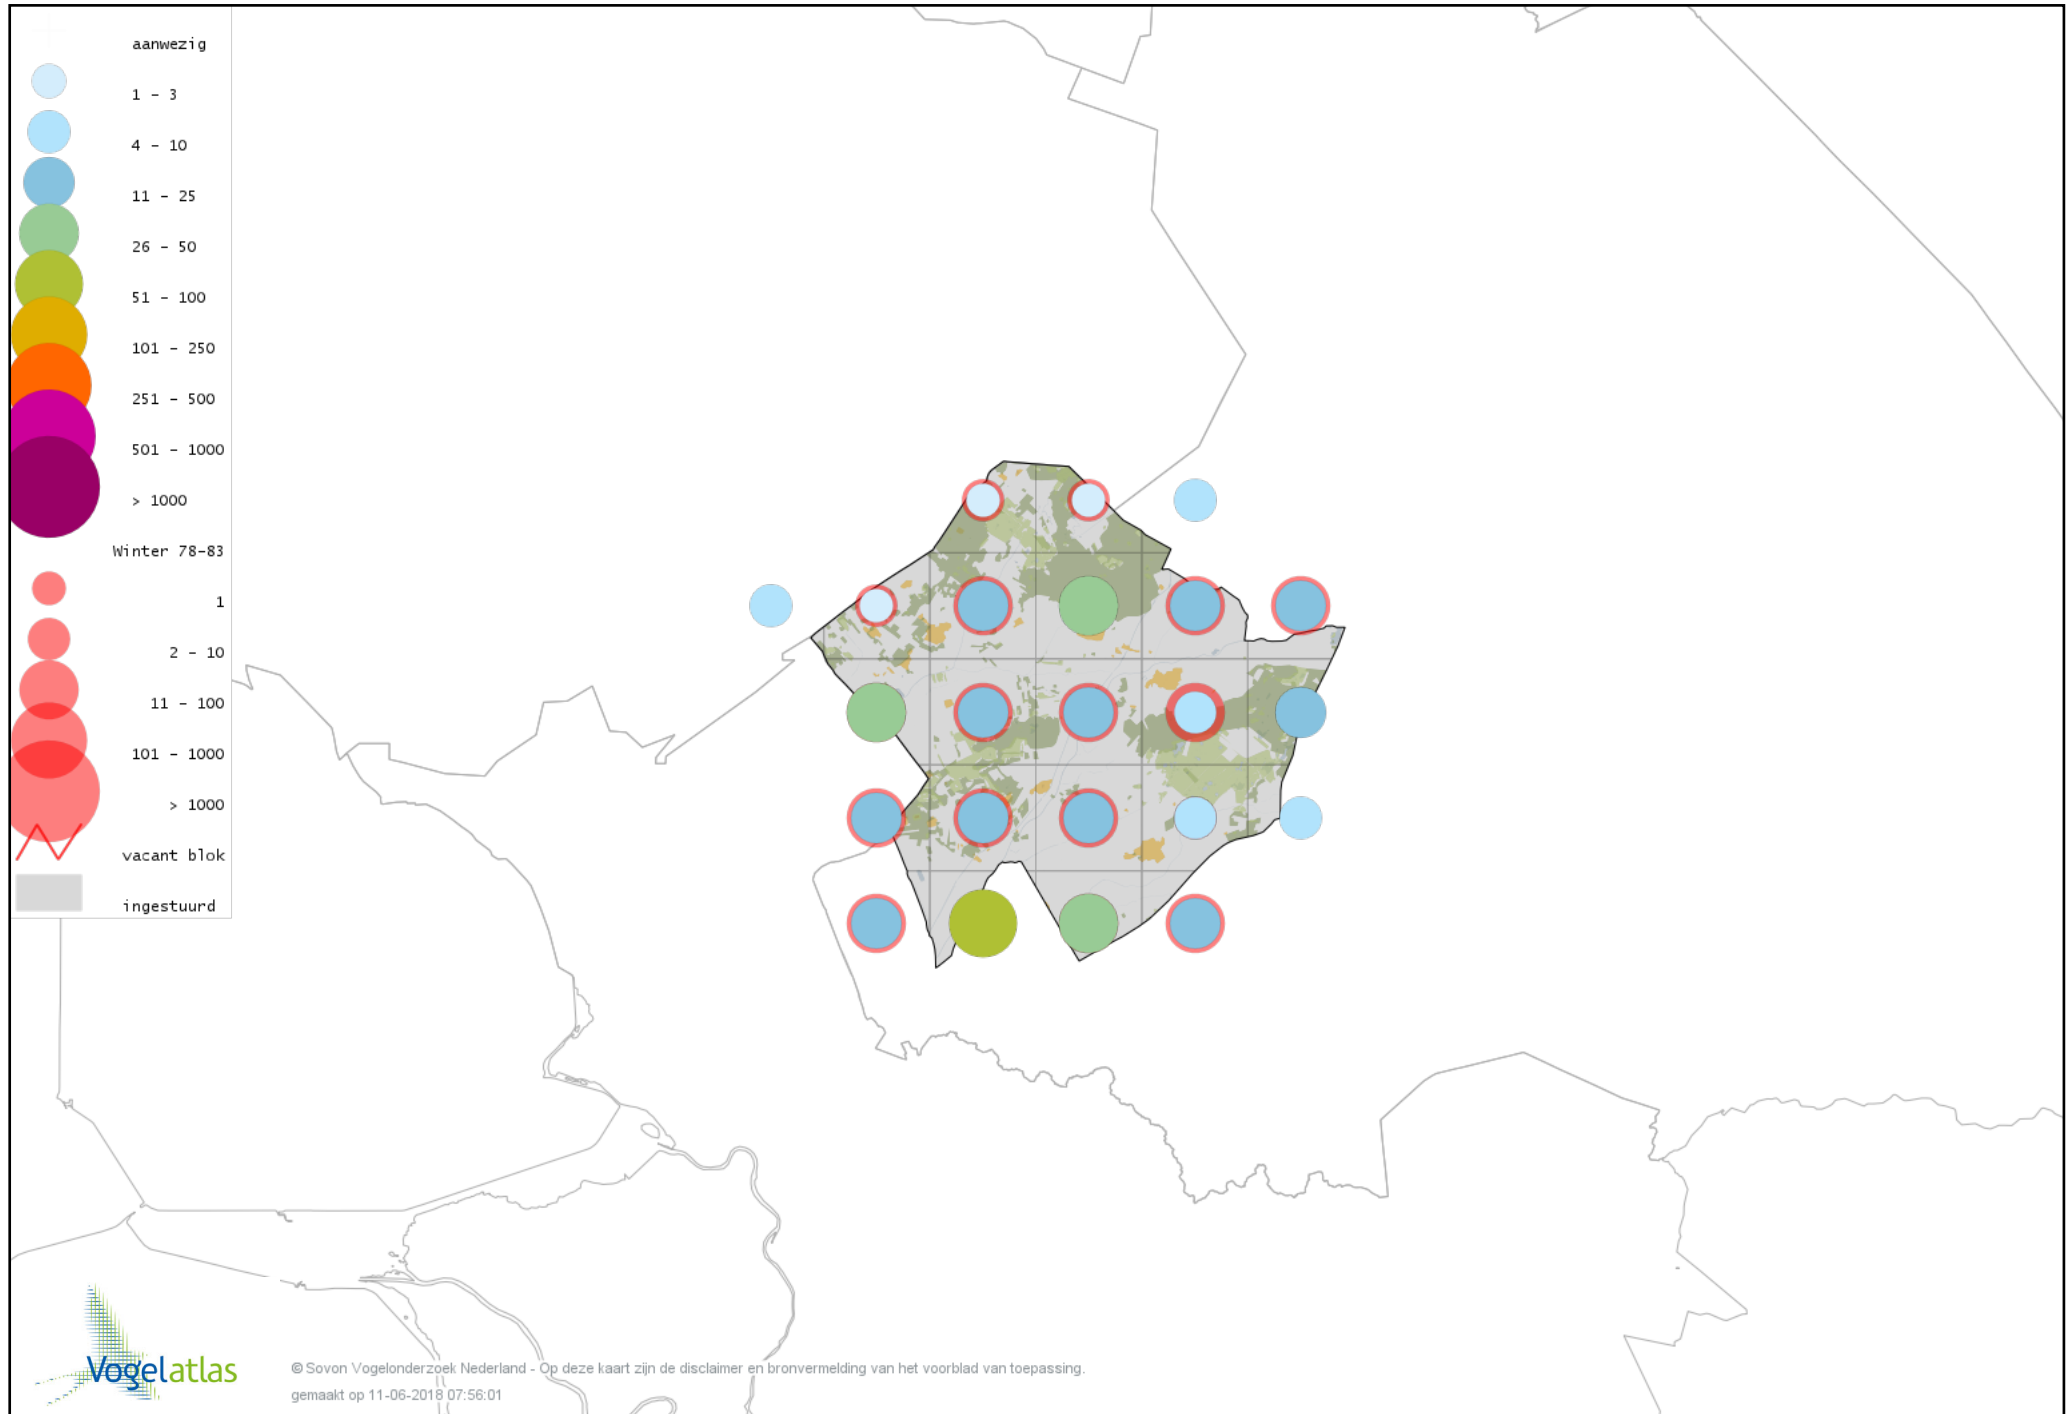 aanwezig
1 - 3
4 - 10
11 - 25
26 - 50
51 - 100
101 - 250
251 - 500
501 - 1000
> 1000
Winter 78-83
1
2 - 10
11 - 100
101 - 1000
> 1000
vacant blok
ingestuurd
Vogelatlas
© Sovon Vogelonderzoek Nederland - Op deze kaart zijn de disclaimer en bronvermelding van het voorblad van toepassing.
gemaakt op 11-06-2018 07:56:01